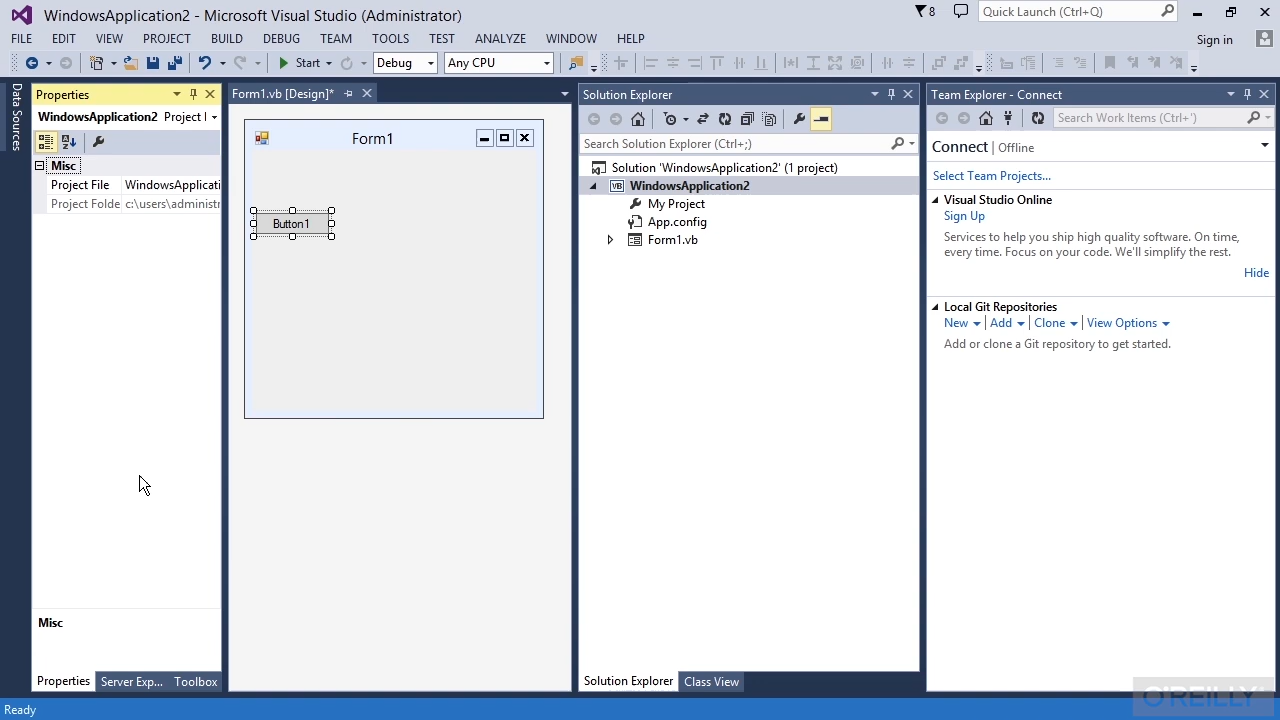 WindowsApplication2 - Microsoft Visual Studio (Administrator)
8
Quick Launch (Ctrl+Q)
FILE EDIT VIEW PROJECT BUILD DEBUG TEAM TOOLS TEST ANALYZE WINDOW HELP
Sign in
Start Debug Any CPU
Data Sources
Properties
WindowsApplication2 Project
Misc
Project File WindowsApplicati
Project Folde c:\users\administr
Misc
Properties Server Exp... Toolbox
Form1.vb [Design]*
Form1
Button1
Solution Explorer
Search Solution Explorer (Ctrl+;)
Solution 'WindowsApplication2' (1 project)
VB WindowsApplication2
My Project
App.config
Form1.vb
Solution Explorer Class View
Team Explorer - Connect
Search Work Items (Ctrl+')
Connect | Offline
Select Team Projects...
Visual Studio Online
Sign Up
Services to help you ship high quality software. On time,
every time. Focus on your code. We'll simplify the rest.
Hide
Local Git Repositories
New | Add | Clone | View Options
Add or clone a Git repository to get started.
Ready
O'REILLY